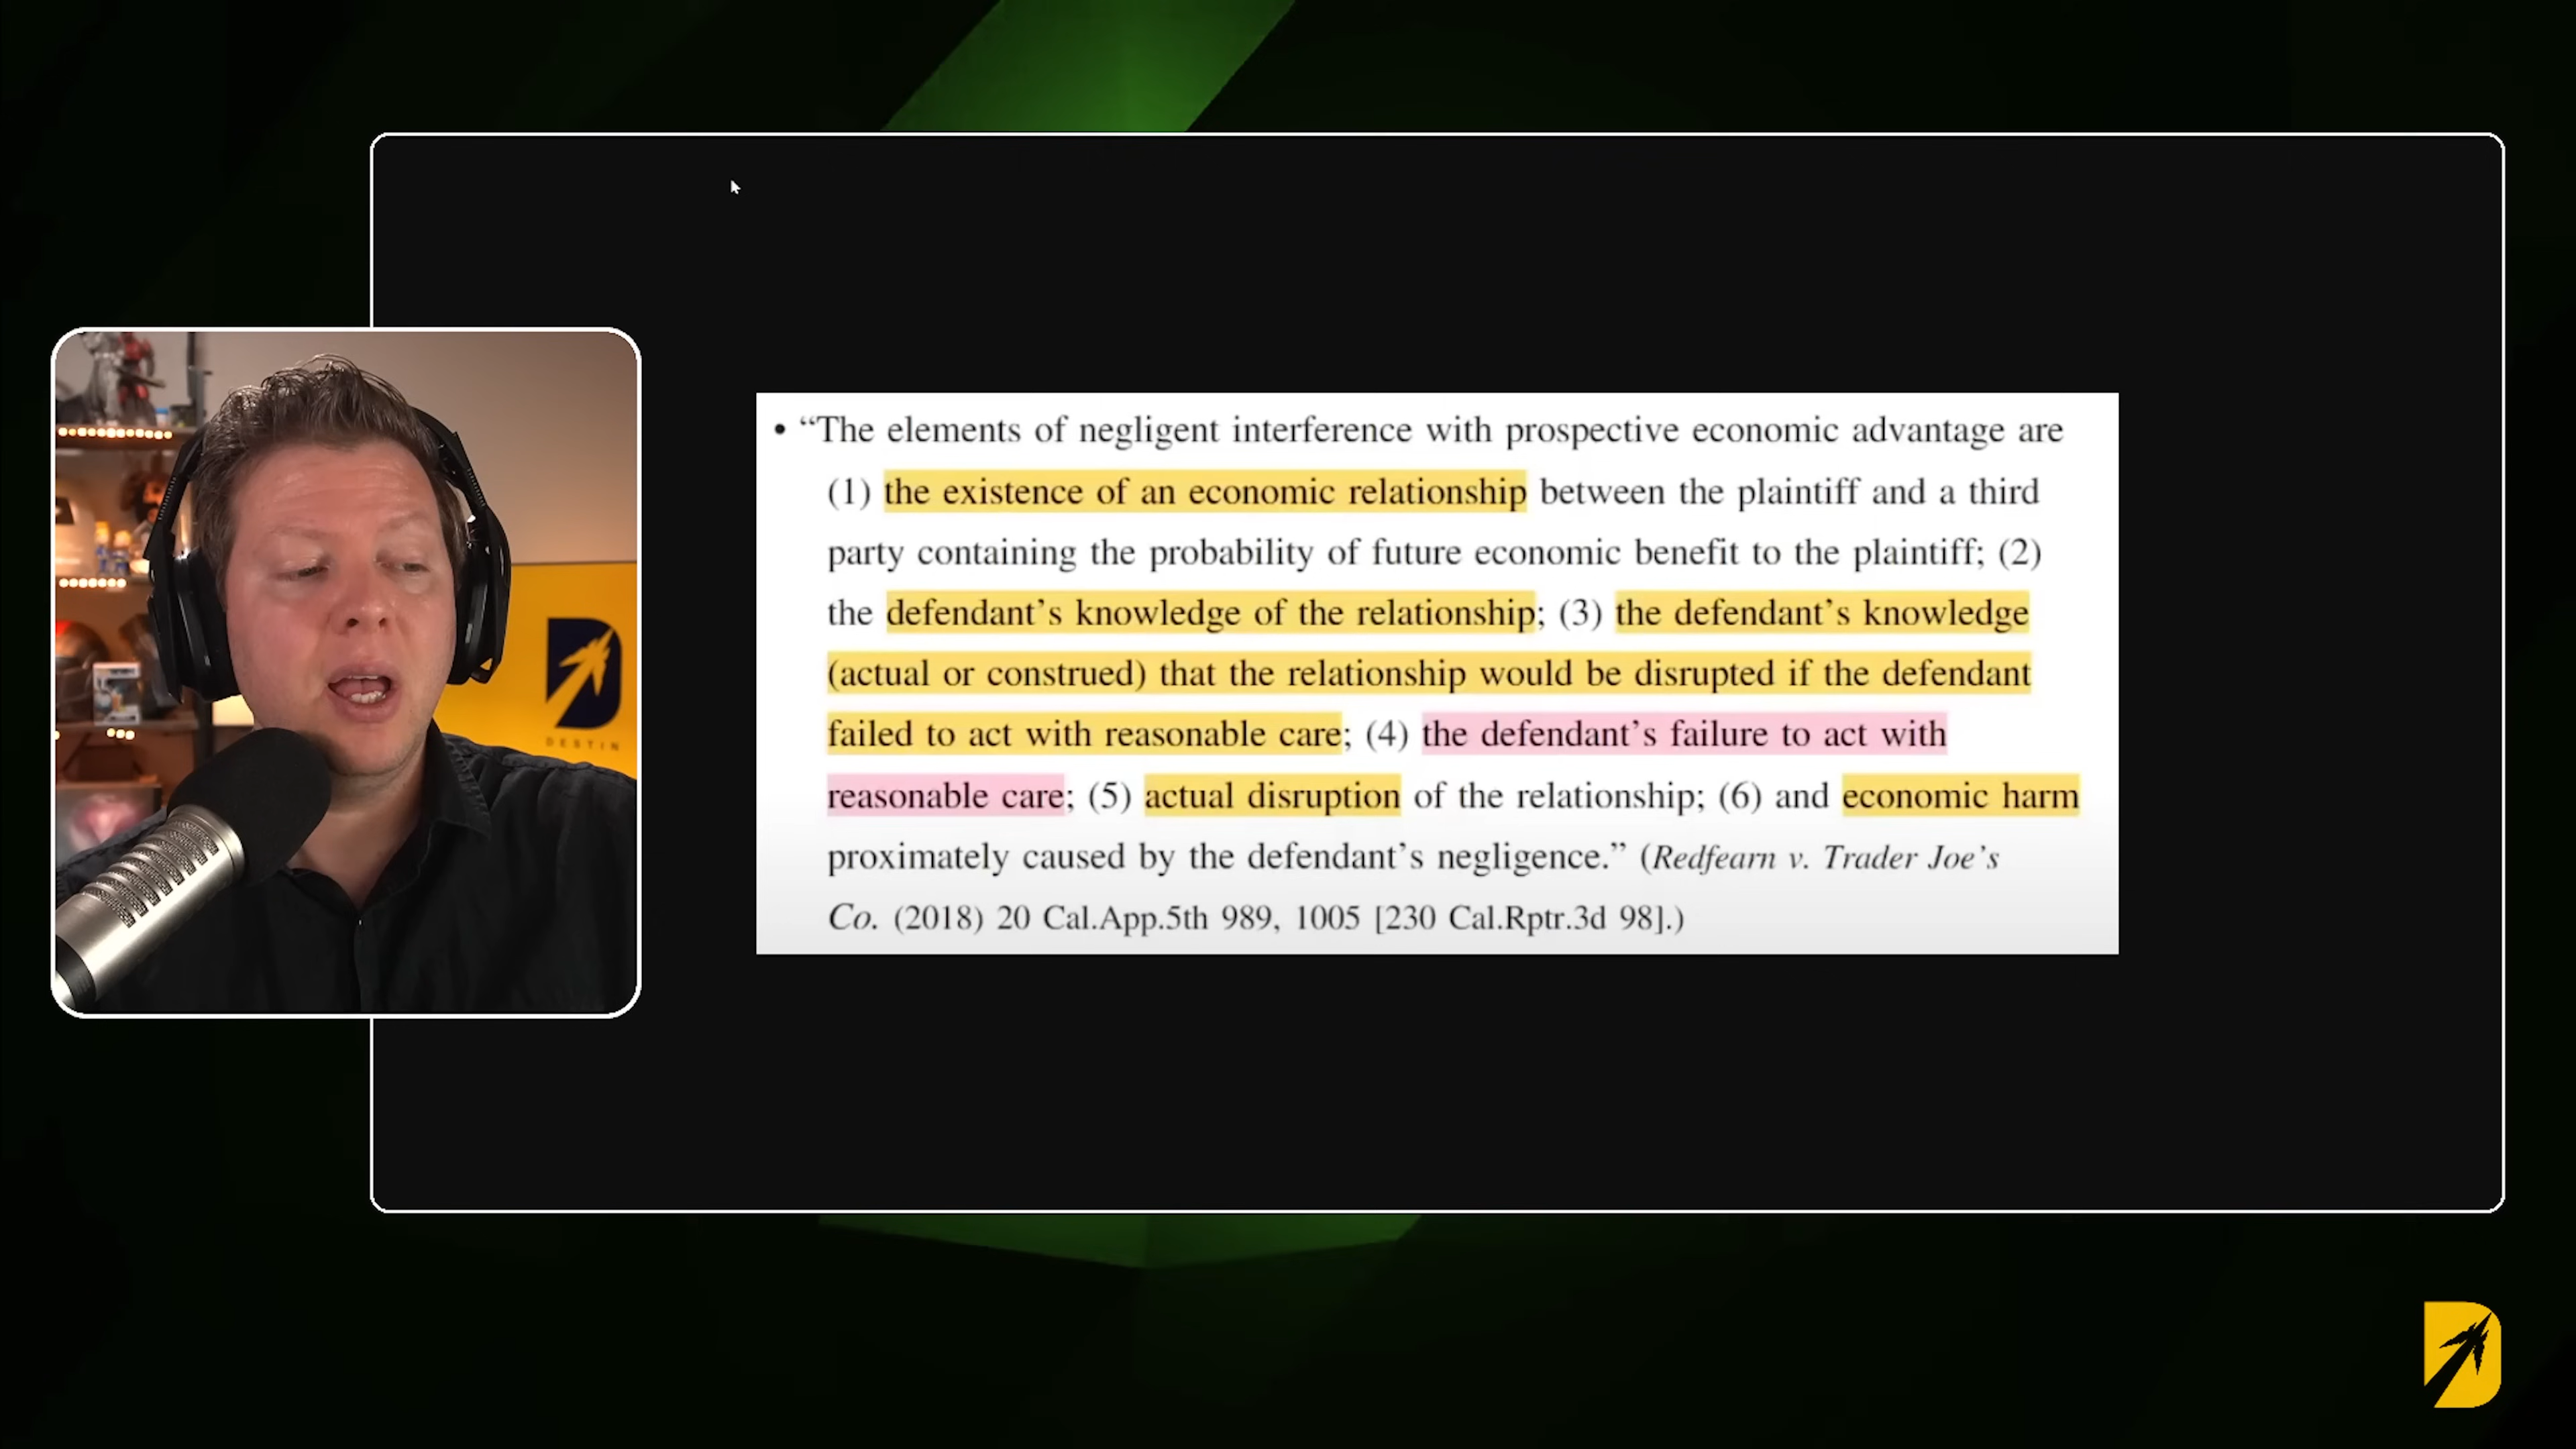 • “The elements of negligent interference with prospective economic advantage are
(1) the existence of an economic relationship between the plaintiff and a third
party containing the probability of future economic benefit to the plaintiff; (2)
the defendant’s knowledge of the relationship; (3) the defendant’s knowledge
(actual or construed) that the relationship would be disrupted if the defendant
failed to act with reasonable care; (4) the defendant’s failure to act with
reasonable care; (5) actual disruption of the relationship; (6) and economic harm
proximately caused by the defendant’s negligence.” (Redfearn v. Trader Joe’s
Co. (2018) 20 Cal.App.5th 989, 1005 [230 Cal.Rptr.3d 98].)
D
DESTIN
D